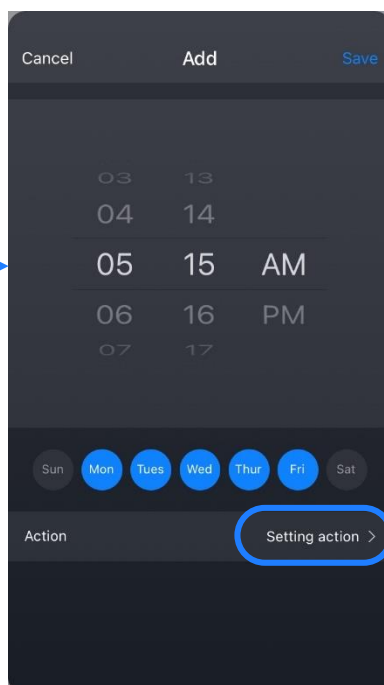 Cancel Add Save
03 13
04 14
05 15 AM
06 16 PM
07 17
Sun Mon Tues Wed Thur Fri Sat
Action Setting action >